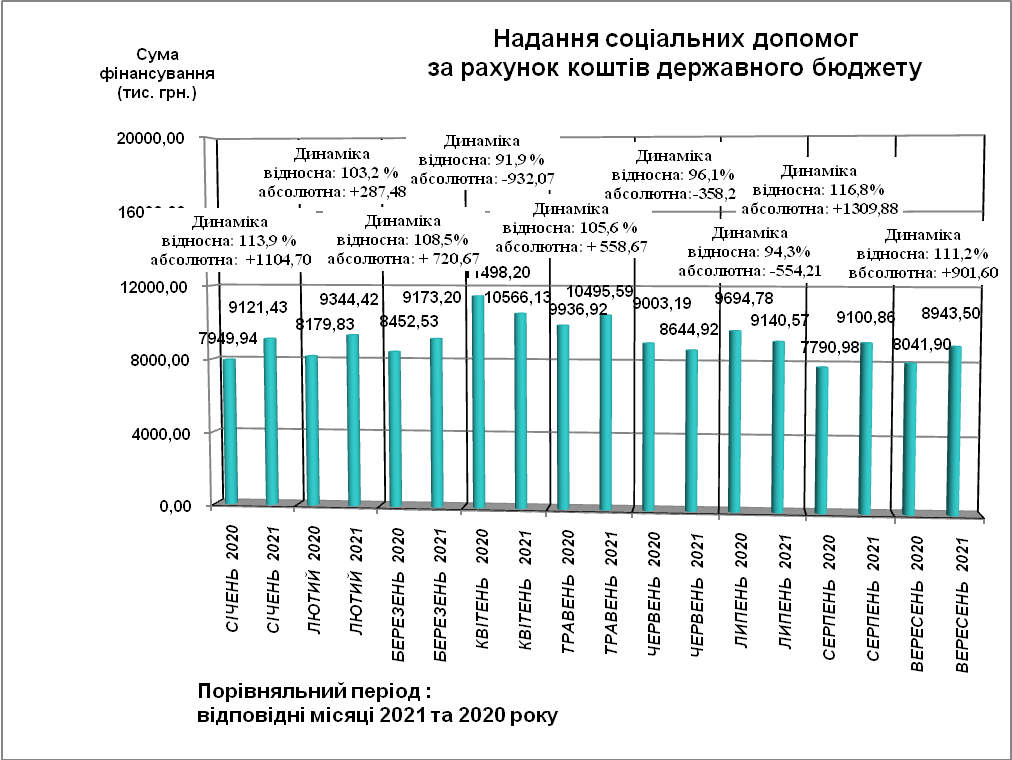 Надання соціальних допомог
за рахунок коштів державного бюджету
Сума
фінансування
(тис. грн.)
20000,00
12000,00
8000,00
4000,00
0,00
Динаміка
відносна: 113,9 %
абсолютна: +1104,70
Динаміка
відносна: 103,2 %
абсолютна: +287,48
Динаміка
відносна: 108,5%
абсолютна: + 720,67
Динаміка
відносна: 91,9 %
абсолютна: -932,07
Динаміка
відносна: 105,6 %
абсолютна: + 558,67
Динаміка
відносна: 96,1%
абсолютна:-358,2
Динаміка
відносна: 94,3%
абсолютна: -554,21
Динаміка
відносна: 116,8%
абсолютна: +1309,88
Динаміка
відносна: 111,2%
вбсолютна: +901,60
7949,94
9121,43
8179,83
9344,42
8452,53
9173,20
10566,13
9936,92
10495,59
9003,19
8644,92
9694,78
9140,57
7790,98
9100,86
8041,90
8943,50
СІЧЕНЬ 2020
СІЧЕНЬ 2021
ЛЮТИЙ 2020
ЛЮТИЙ 2021
БЕРЕЗЕНЬ 2020
БЕРЕЗЕНЬ 2021
КВІТЕНЬ 2020
КВІТЕНЬ 2021
ТРАВЕНЬ 2020
ТРАВЕНЬ 2021
ЧЕРВЕНЬ 2020
ЧЕРВЕНЬ 2021
ЛИПЕНЬ 2020
ЛИПЕНЬ 2021
СЕРПЕНЬ 2020
СЕРПЕНЬ 2021
ВЕРЕСЕНЬ 2020
ВЕРЕСЕНЬ 2021
Порівняльний період :
відповідні місяці 2021 та 2020 року